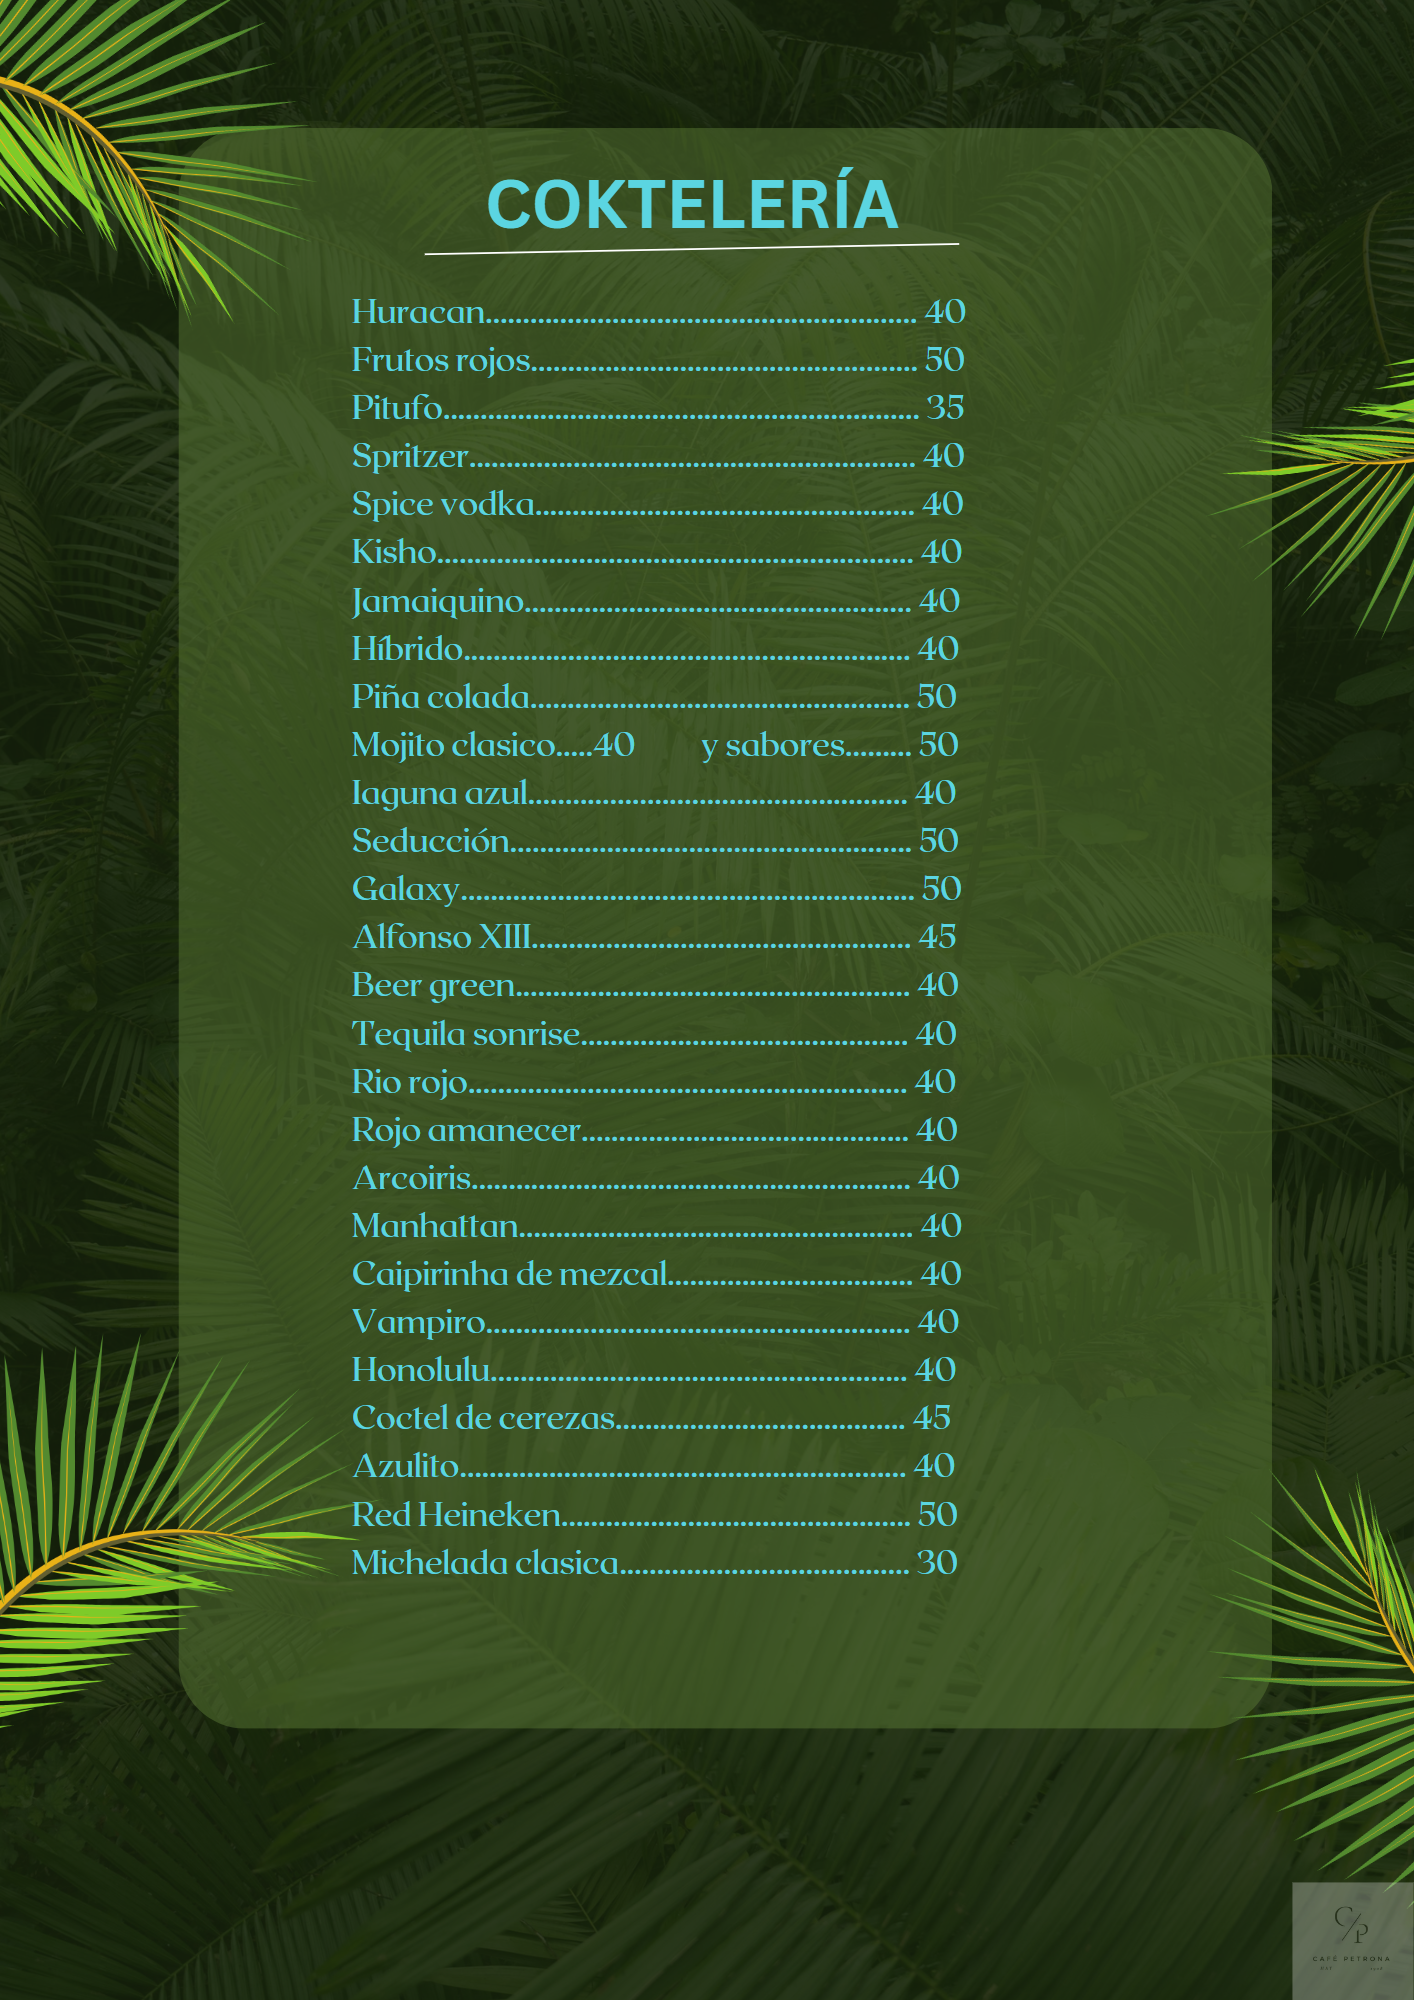 COKTELERÍA
Huracan.......................................................... 40
Frutos rojos.................................................... 50
Pitufo................................................................ 35
Spritzer............................................................ 40
Spice vodka................................................... 40
Kisho................................................................ 40
Jamaiquino.................................................... 40
Híbrido............................................................ 40
Piña colada................................................... 50
Mojito clasico.....40 y sabores......... 50
laguna azul................................................... 40
Seducción...................................................... 50
Galaxy............................................................. 50
Alfonso XIII................................................... 45
Beer green..................................................... 40
Tequila sonrise............................................ 40
Rio rojo........................................................... 40
Rojo amanecer............................................ 40
Arcoiris........................................................... 40
Manhattan..................................................... 40
Caipirinha de mezcal................................. 40
Vampiro......................................................... 40
Honolulu........................................................ 40
Coctel de cerezas....................................... 45
Azulito............................................................ 40
Red Heineken............................................... 50
Michelada clasica....................................... 30
C/P
CAFÉ PETRONA